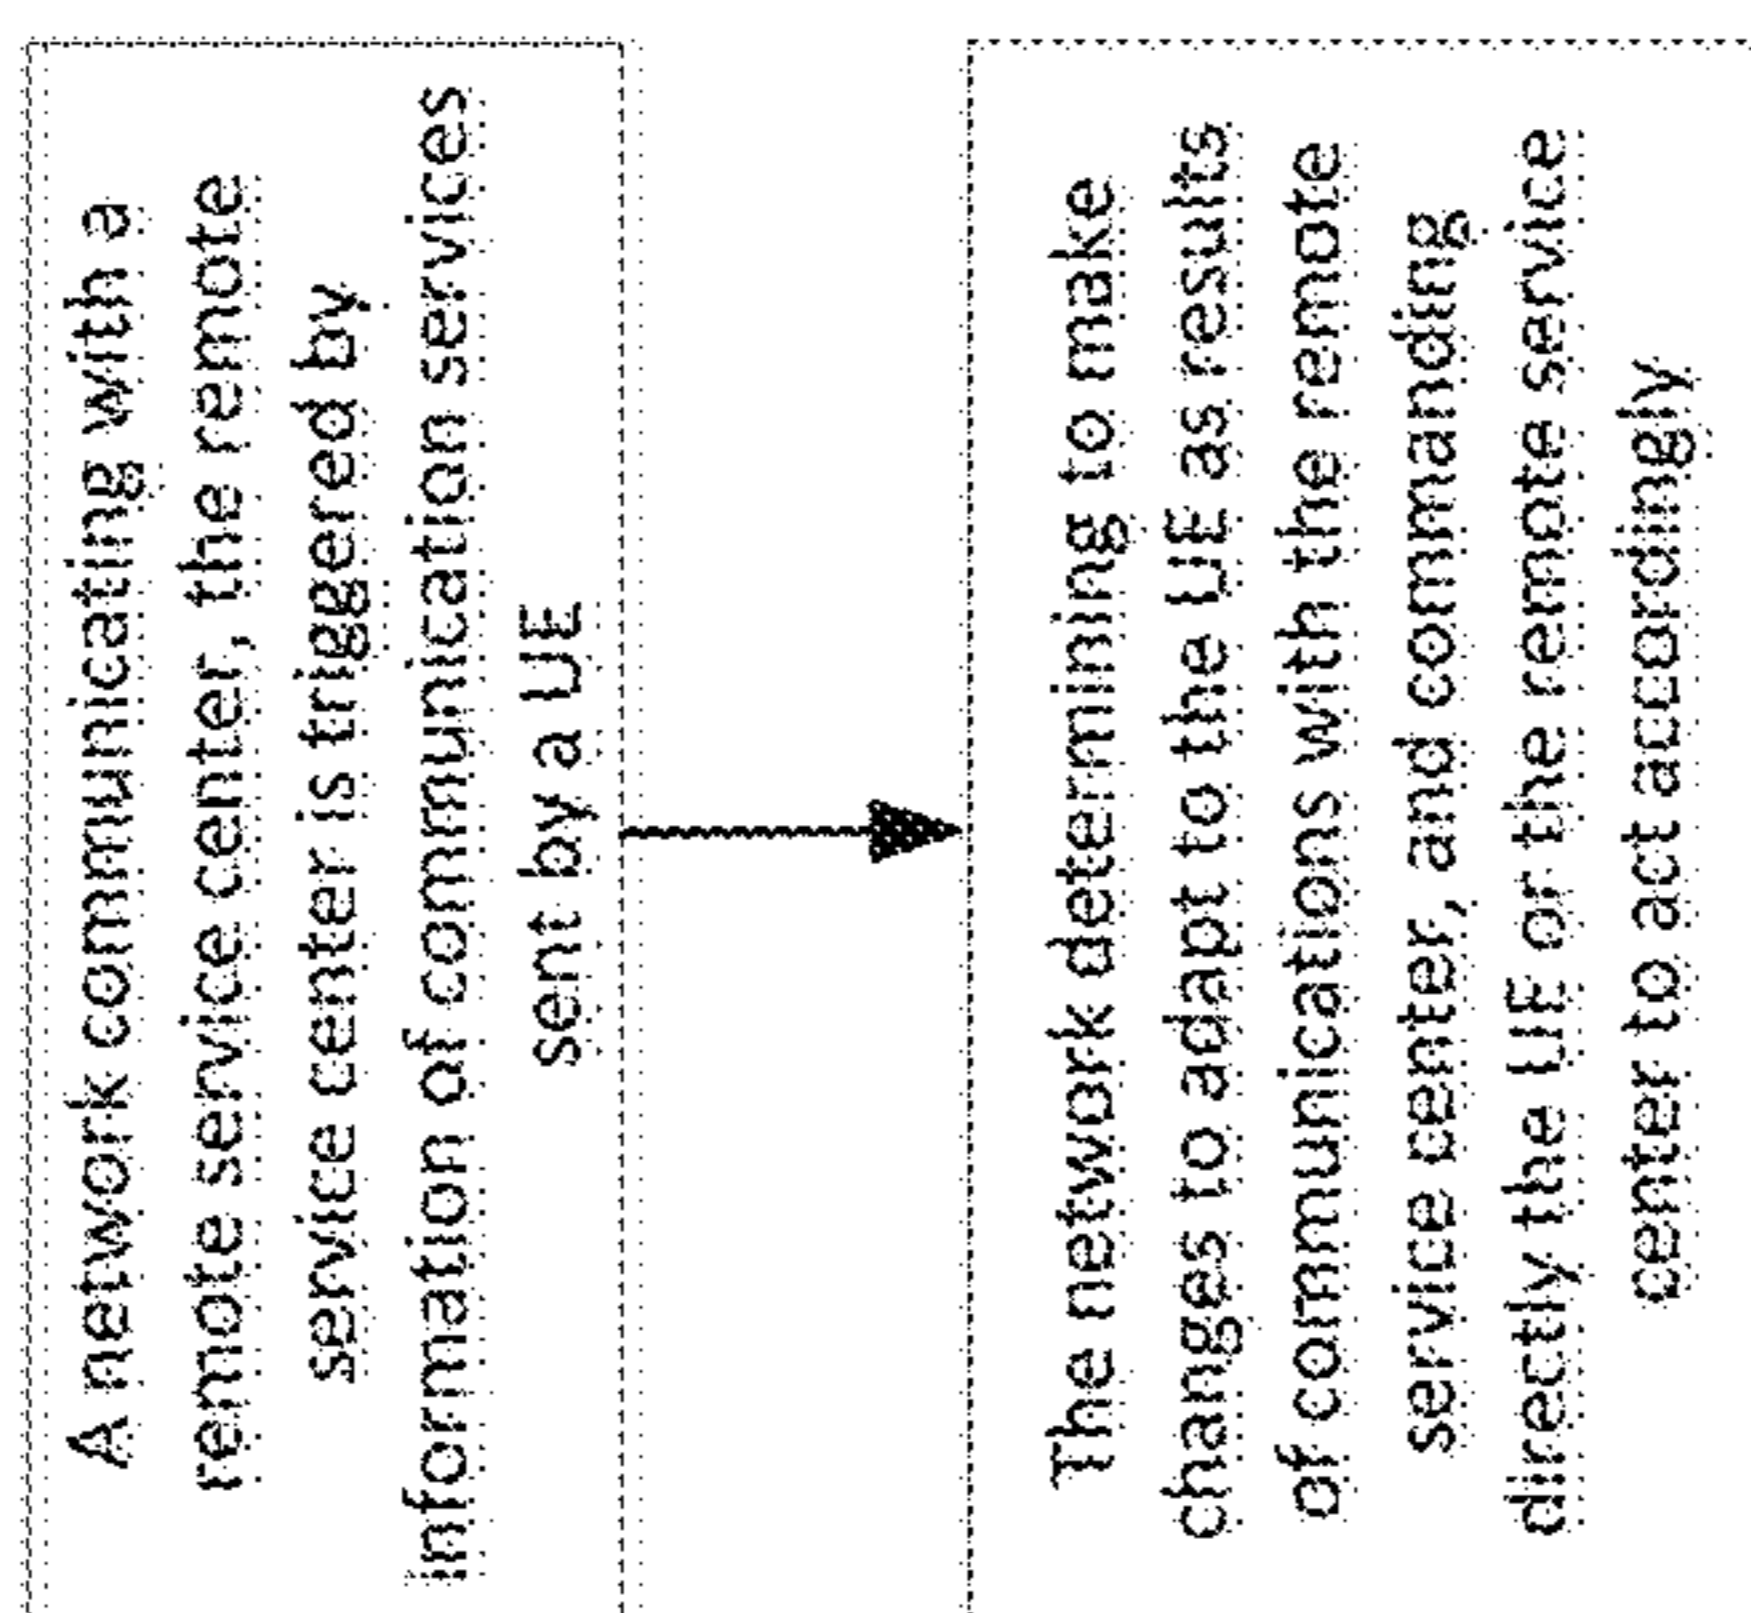 A network communicating with a
remote service center, the remote
service center is triggered by
information of communication services
sent by a UE
The network determining to make
changes to adapt to the UE as results
of communications with the remote
service center, and commanding
directly the UE or the remote service
center to act accordingly